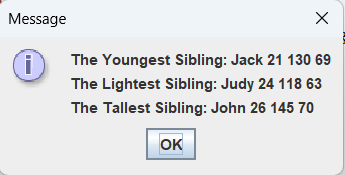 Message
The Youngest Sibling: Jack 21 130 69
The Lightest Sibling: Judy 24 118 63
The Tallest Sibling: John 26 145 70
OK